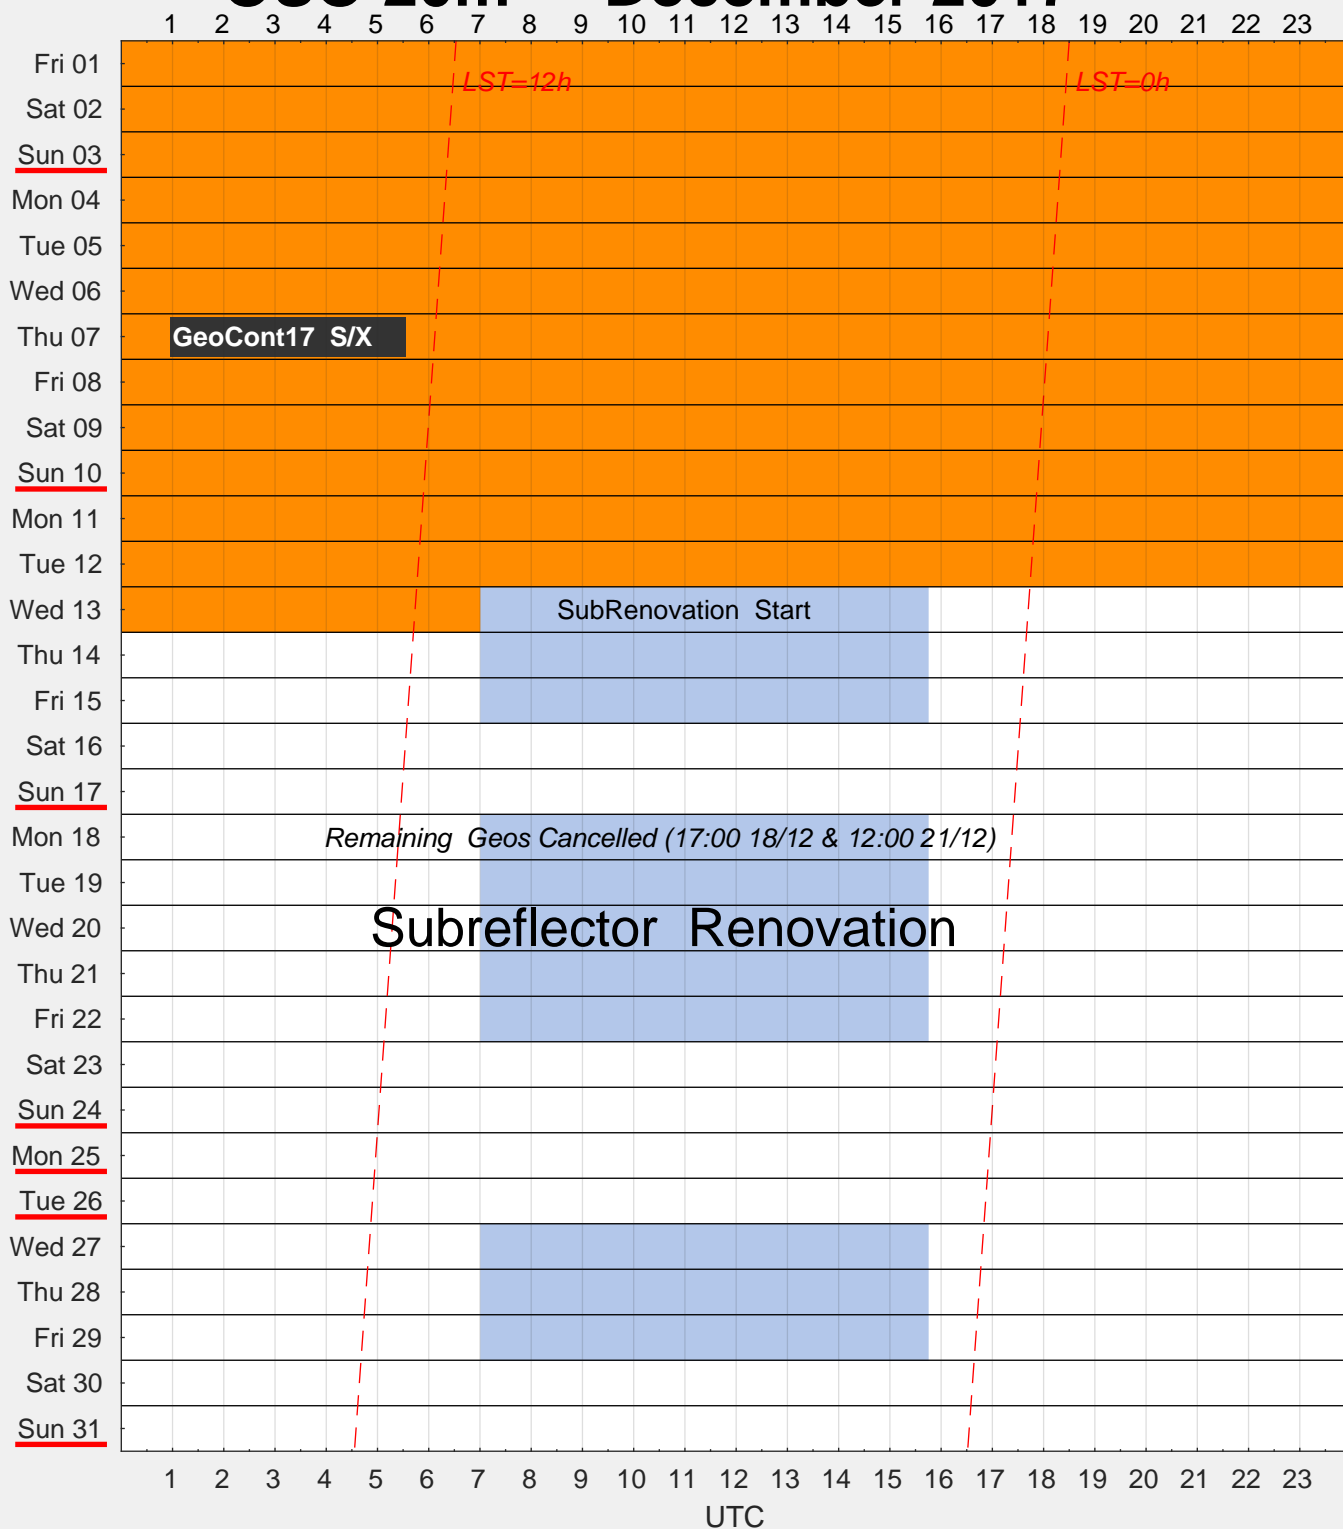 1 2 3 4 5 6 7 8 9 10 11 12 13 14 15 16 17 18 19 20 21 22 23
Fri 01
LST=12h LST=0h
Sat 02
Sun 03
Mon 04
Tue 05
Wed 06
Thu 07 GeoCont17 S/X
Fri 08
Sat 09
Sun 10
Mon 11
Tue 12
Wed 13 SubRenovation Start
Thu 14
Fri 15
Sat 16
Sun 17
Mon 18 Remaining Geos Cancelled (17:00 18/12 & 12:00 21/12)
Tue 19
Wed 20 Subreflector Renovation
Thu 21
Fri 22
Sat 23
Sun 24
Mon 25
Tue 26
Wed 27
Thu 28
Fri 29
Sat 30
Sun 31
1 2 3 4 5 6 7 8 9 10 11 12 13 14 15 16 17 18 19 20 21 22 23
UTC